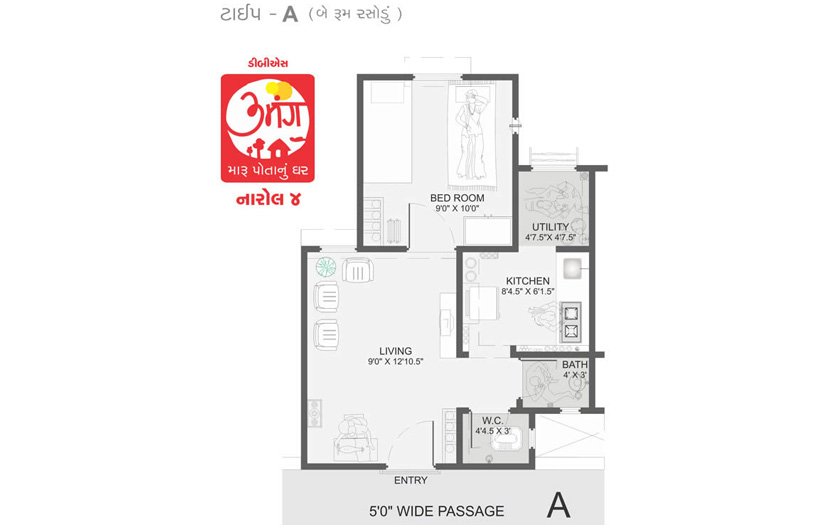 ટાઈપ - A (બે રૂમ રસોડું)
ડીબીએસ
ઉમંગ
મારૂ પોતાનું ઘર
નારોલ ૪
BED ROOM
9'0" X 10'0"
UTILITY
4'7.5"X 4'7.5"
KITCHEN
8'4.5" X 6'1.5"
LIVING
9'0" X 12'10.5"
BATH
4' X 3'
W.C.
4'4.5 X 3'
ENTRY
5'0" WIDE PASSAGE
A